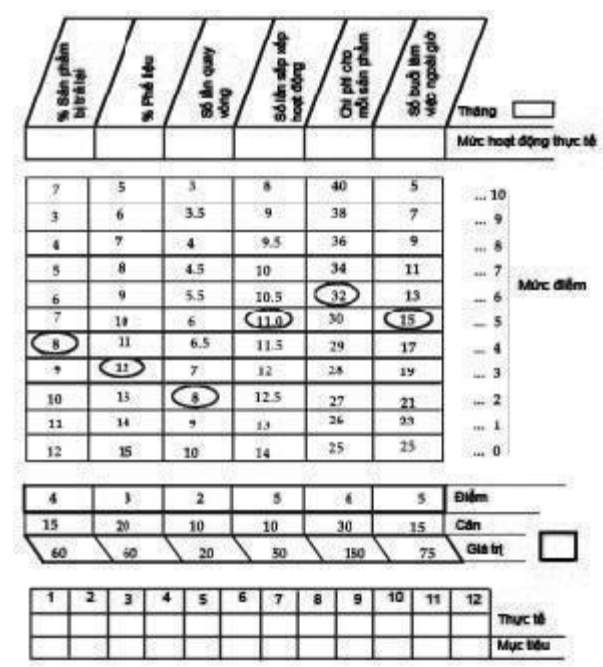 % Sản phẩm bị trả lại
% Phế liệu
Số lần quay vòng
Số lần sắp xếp hoạt động
Chi phí cho mỗi sản phẩm
Số buổi làm việc ngoài giờ
Tháng
Mức hoạt động thực tế
7 5 3 8 40 5 ... 10
3 6 3.5 9 38 7 ... 9
4 7 4 9.5 36 9 ... 8
5 8 4.5 10 34 11 ... 7
6 9 5.5 10.5 32 13 ... 6
Mức điểm
7 10 6 11.0 30 15 ... 5
8 11 6.5 11.5 29 17 ... 4
9 12 7 12 28 19 ... 3
10 13 8 12.5 27 21 ... 2
11 14 9 13 26 23 ... 1
12 15 10 14 25 25 ... 0
4 3 2 5 6 5 Điểm
15 20 10 10 30 15 Cân
60 60 20 50 180 75 Giá trị
1 2 3 4 5 6 7 8 9 10 11 12
Thực tế
Mục tiêu